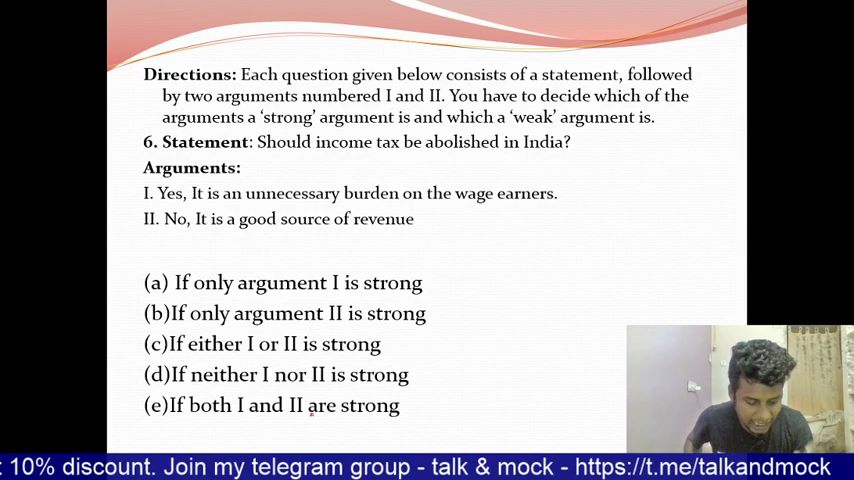 Directions: Each question given below consists of a statement, followed
by two arguments numbered I and II. You have to decide which of the
arguments a ‘strong’ argument is and which a ‘weak’ argument is.
6. Statement: Should income tax be abolished in India?
Arguments:
I. Yes, It is an unnecessary burden on the wage earners.
II. No, It is a good source of revenue
(a) If only argument I is strong
(b)If only argument II is strong
(c)If either I or II is strong
(d)If neither I nor II is strong
(e)If both I and II are strong
10% discount. Join my telegram group - talk & mock - https://t.me/talkandmock